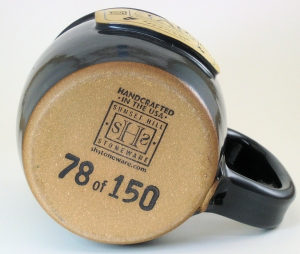 HANDCRAFTED
• IN THE USA •
SUNSET HILL
SHS
STONEWARE
shstoneware.com
78 of 150